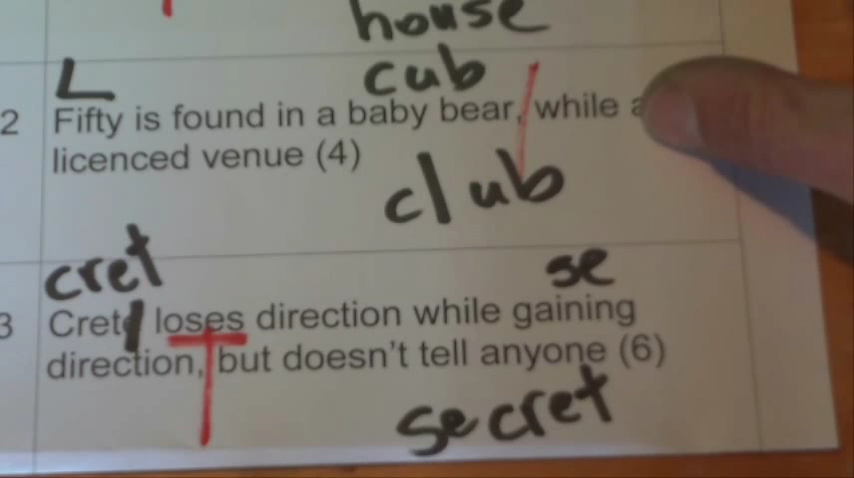 house
L cub
2 Fifty is found in a baby bear, while
licenced venue (4)
club
cret se
3 Crete loses direction while gaining
direction, but doesn't tell anyone (6)
secret